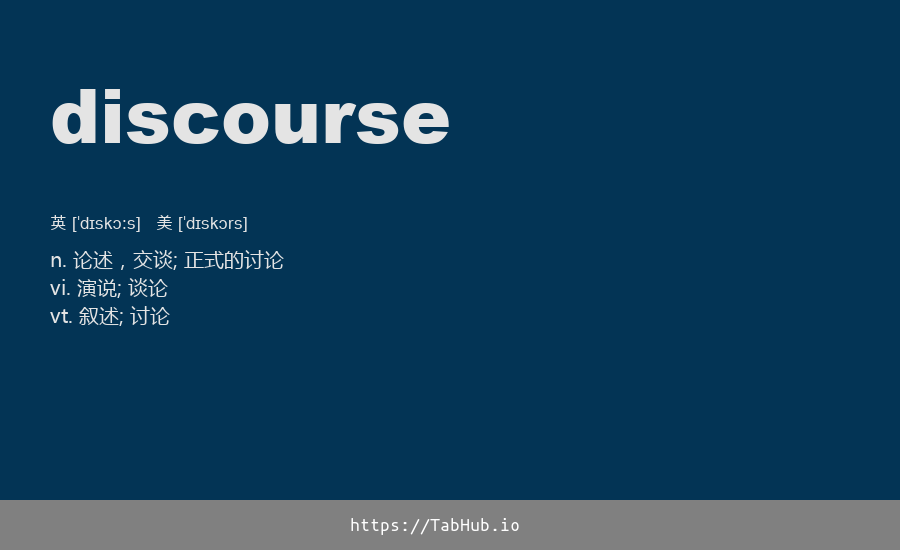 discourse
英 [ˈdɪskɔːs] 美 [ˈdɪskɔrs]
n. 论述，交谈; 正式的讨论
vi. 演说; 谈论
vt. 叙述; 讨论
https://TabHub.io